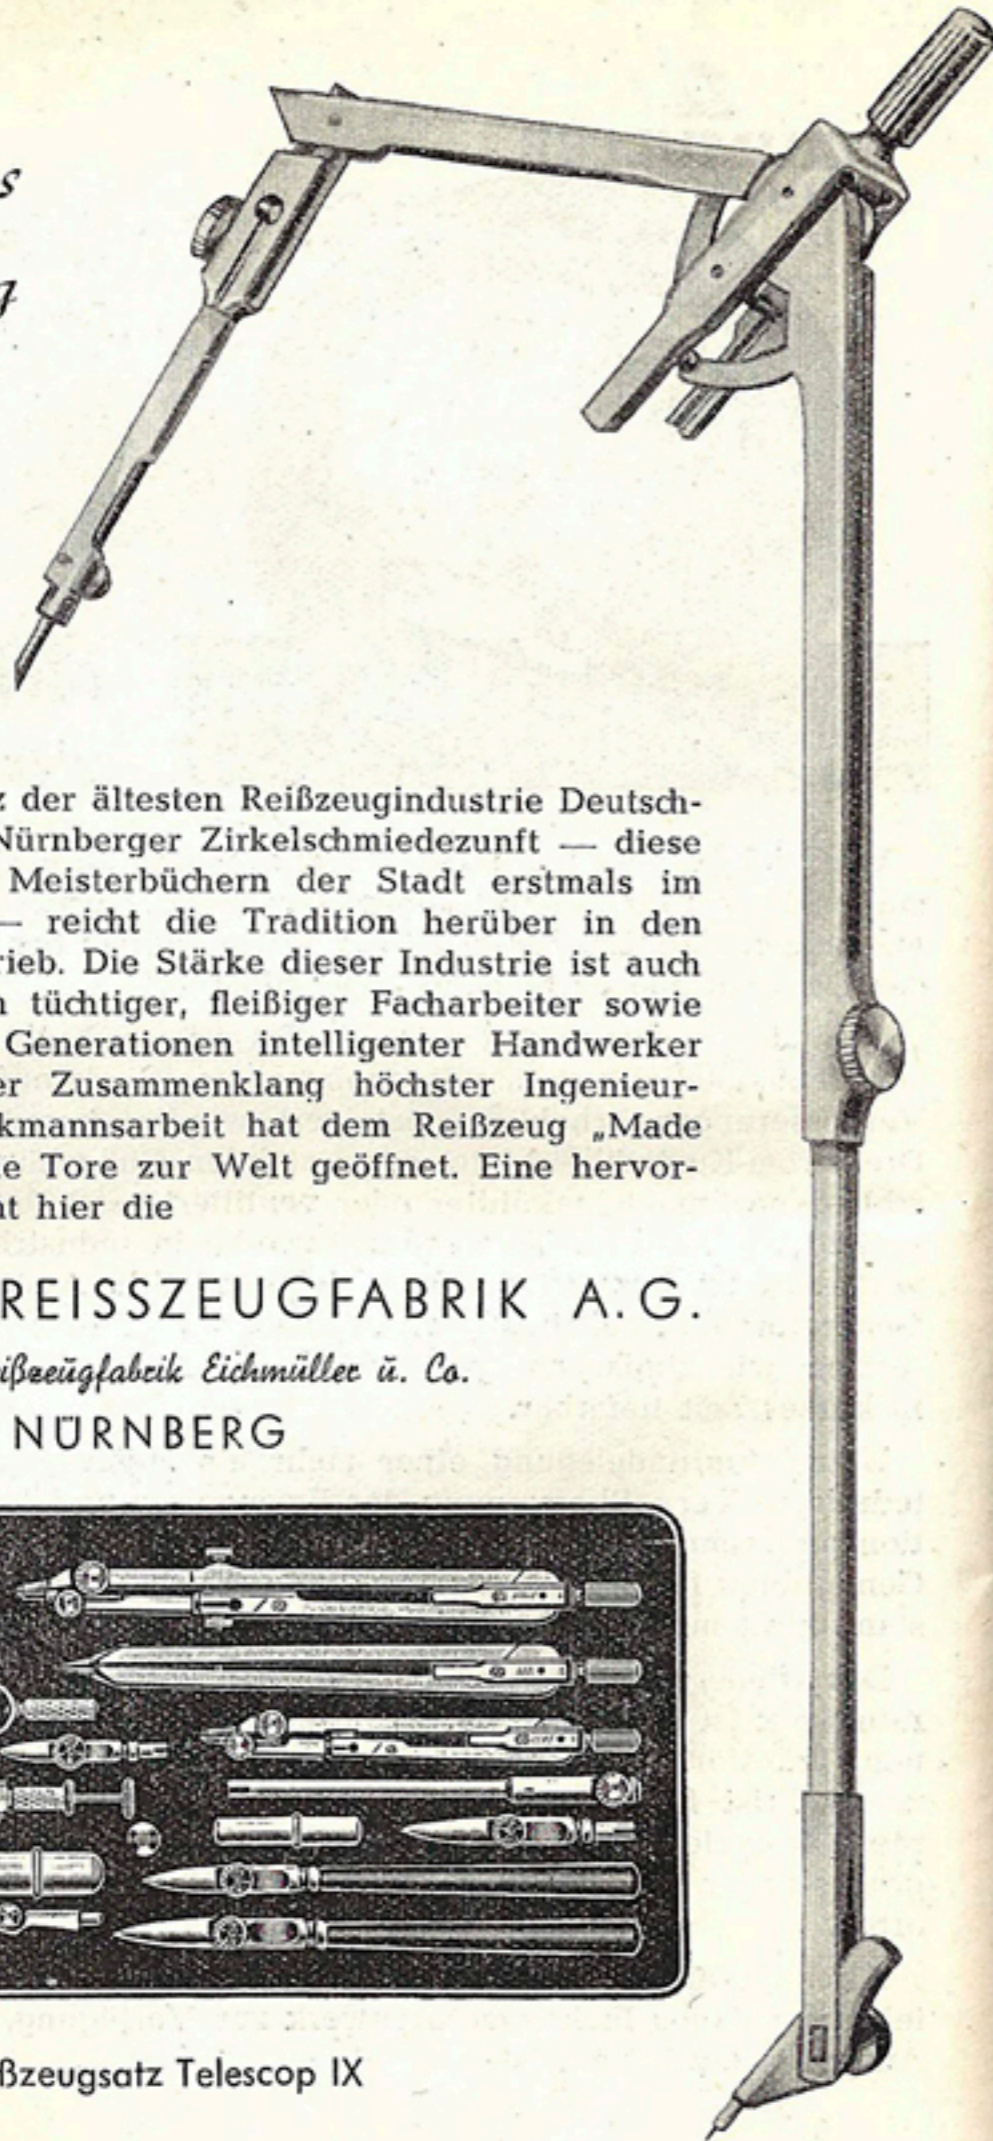 s
g
z der ältesten Reißzeugindustrie Deutsch-
Nürnberger Zirkelschmiedezunft — diese
Meisterbüchern der Stadt erstmals im
— reicht die Tradition herüber in den
rieb. Die Stärke dieser Industrie ist auch
n tüchtiger, fleißiger Facharbeiter sowie
Generationen intelligenter Handwerker
er Zusammenklang höchster Ingenieur-
kmannsarbeit hat dem Reißzeug „Made
e Tore zur Welt geöffnet. Eine hervor-
nt hier die
REISSZEUGFABRIK A.G.
eißzeugfabrik Eichmüller u. Co.
NÜRNBERG
ßzeugsatz Telescop IX